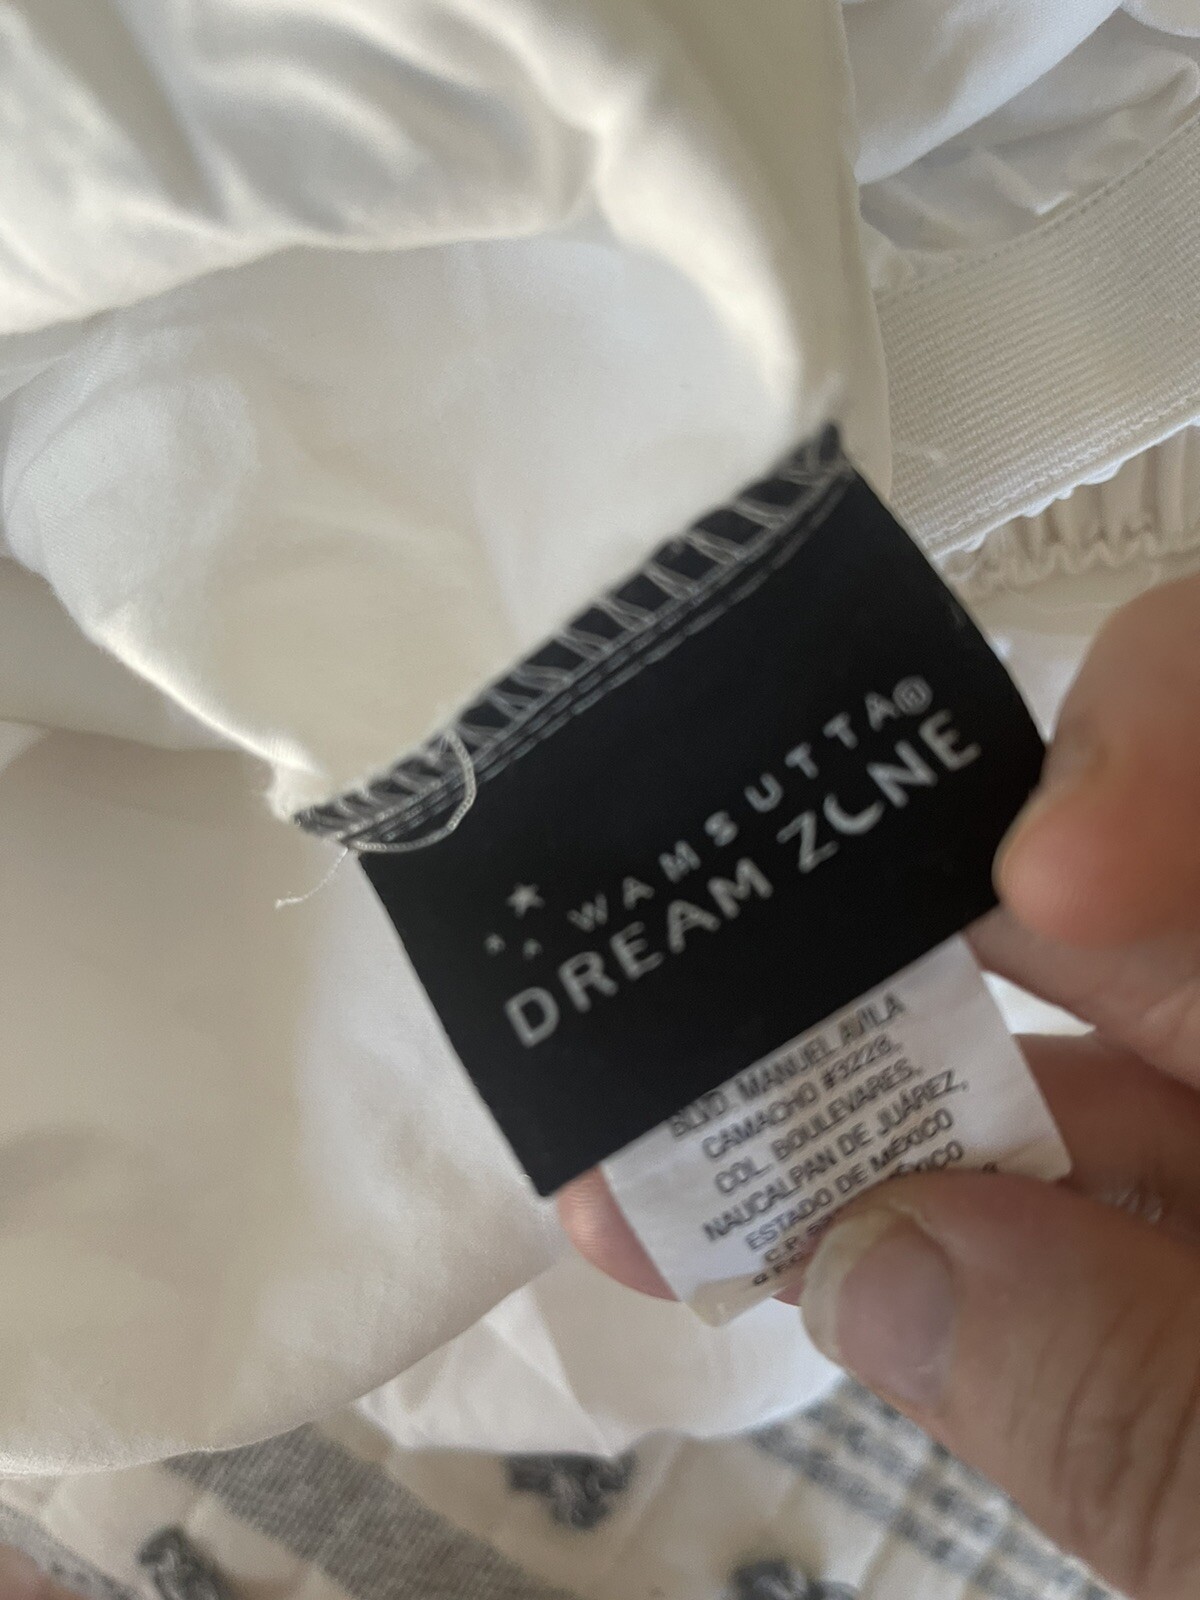 WAMSUTTA®
DREAM ZONE
BLVD. MANUEL AVILA
CAMACHO #3228,
COL. BOULEVARES,
NAUCALPAN DE JUÁREZ,
ESTADO DE MÉXICO
C.P.